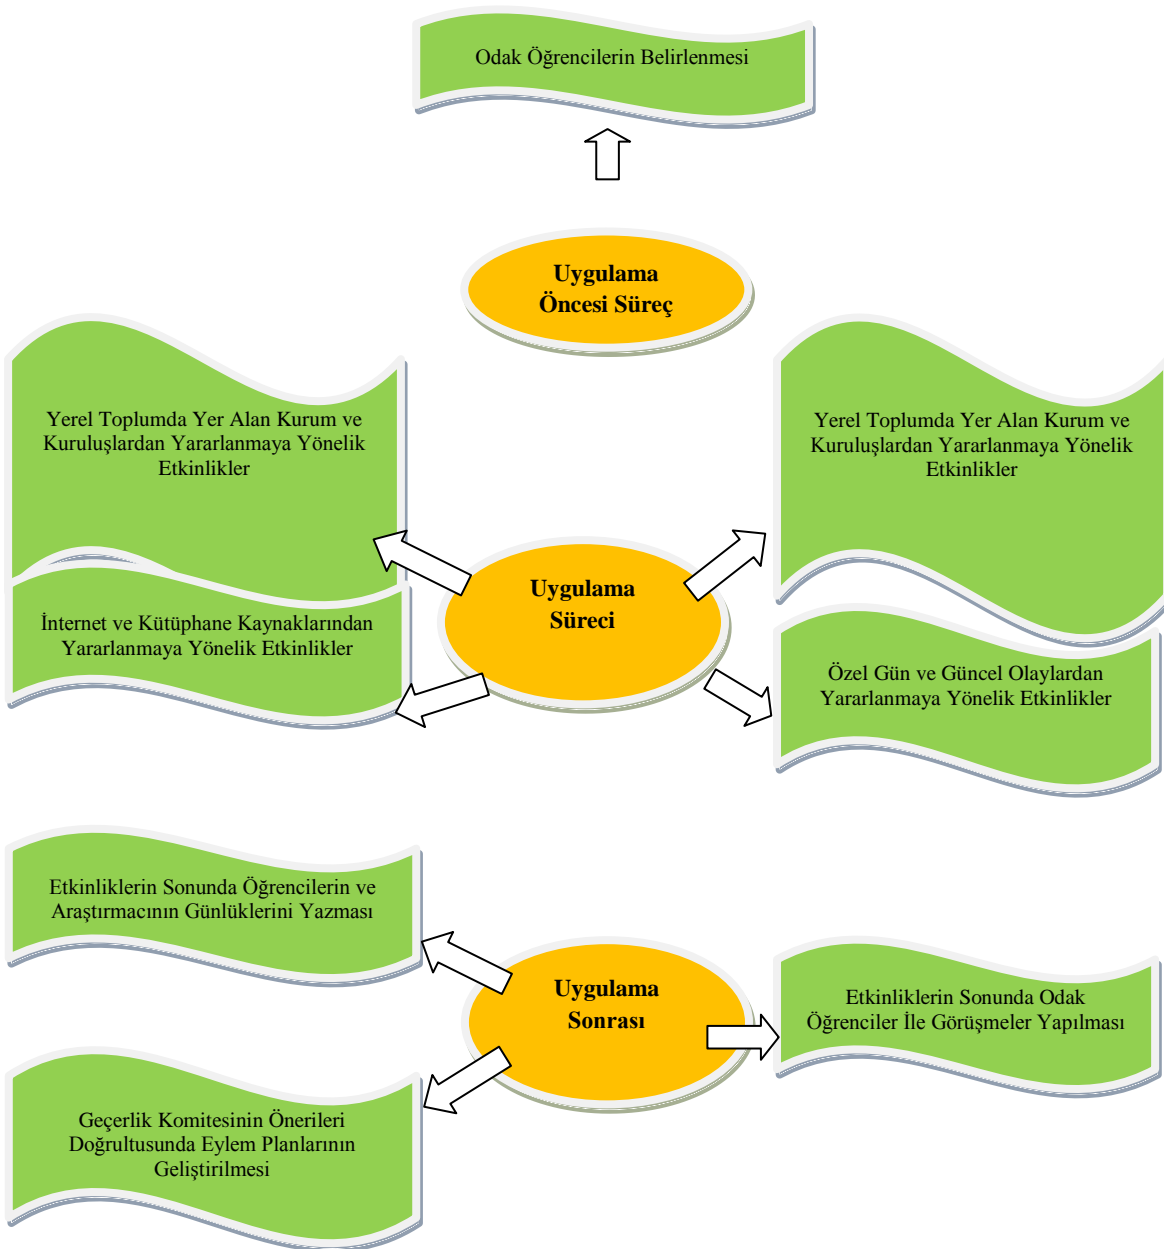 Odak Öğrencilerin Belirlenmesi
Uygulama
Öncesi Süreç
Yerel Toplumda Yer Alan Kurum ve
Kuruluşlardan Yararlanmaya Yönelik
Etkinlikler
Yerel Toplumda Yer Alan Kurum ve
Kuruluşlardan Yararlanmaya Yönelik
Etkinlikler
Uygulama
Süreci
İnternet ve Kütüphane Kaynaklarından
Yararlanmaya Yönelik Etkinlikler
Özel Gün ve Güncel Olaylardan
Yararlanmaya Yönelik Etkinlikler
Etkinliklerin Sonunda Öğrencilerin ve
Araştırmacının Günlüklerini Yazması
Uygulama
Sonrası
Etkinliklerin Sonunda Odak
Öğrenciler İle Görüşmeler Yapılması
Geçerlik Komitesinin Önerileri
Doğrultusunda Eylem Planlarının
Geliştirilmesi